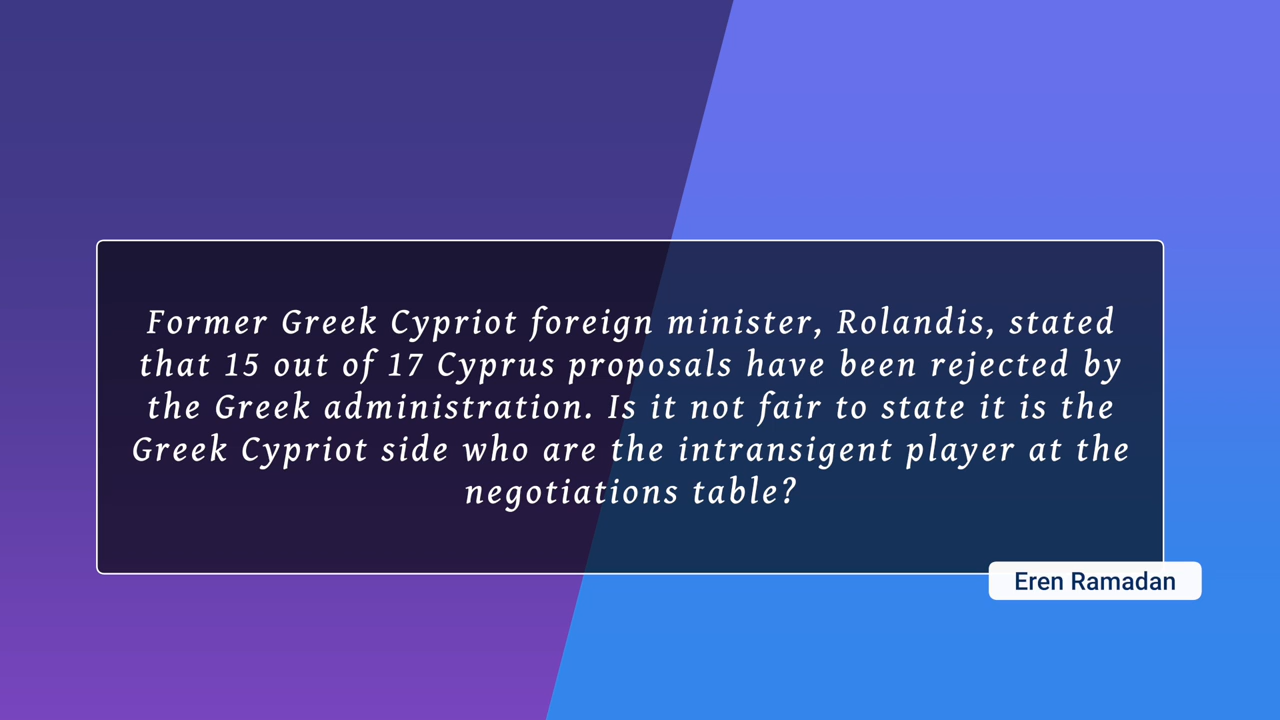 Former Greek Cypriot foreign minister, Rolandis, stated
that 15 out of 17 Cyprus proposals have been rejected by
the Greek administration. Is it not fair to state it is the
Greek Cypriot side who are the intransigent player at the
negotiations table?
Eren Ramadan